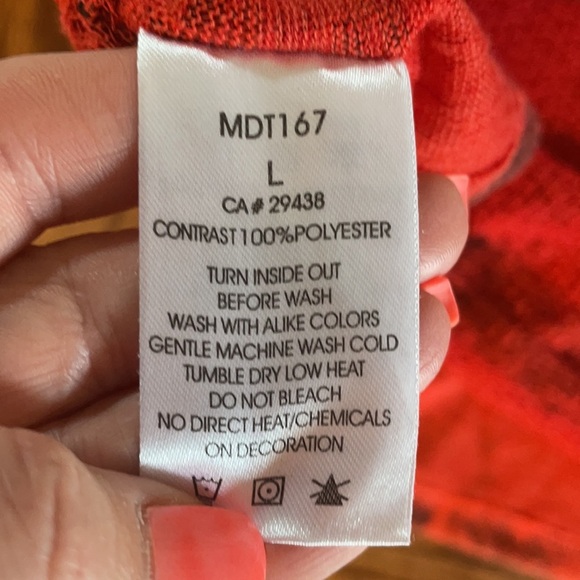 MDT167
L
CA# 29438
CONTRAST 100%POLYESTER
TURN INSIDE OUT
BEFORE WASH
WASH WITH ALIKE COLORS
GENTLE MACHINE WASH COLD
TUMBLE DRY LOW HEAT
DO NOT BLEACH
NO DIRECT HEAT/CHEMICALS
ON DECORATION